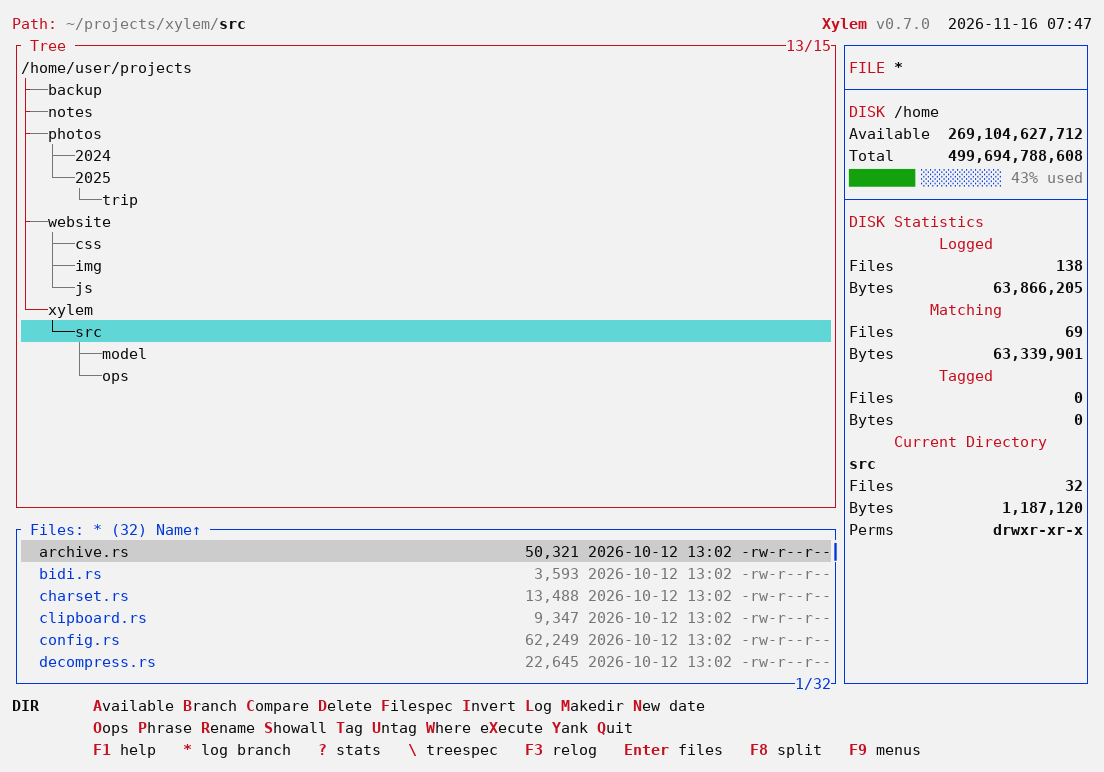 Path: ~/projects/xylem/src Xylem v0.7.0 2026-11-16 07:47
Tree 13/15
/home/user/projects
backup
notes
photos
2024
2025
trip
website
css
img
js
xylem
src
model
ops
Files: * (32) Name↑
archive.rs 50,321 2026-10-12 13:02 -rw-r--r--
bidi.rs 3,593 2026-10-12 13:02 -rw-r--r--
charset.rs 13,488 2026-10-12 13:02 -rw-r--r--
clipboard.rs 9,347 2026-10-12 13:02 -rw-r--r--
config.rs 62,249 2026-10-12 13:02 -rw-r--r--
decompress.rs 22,645 2026-10-12 13:02 -rw-r--r--
1/32
FILE *
DISK /home
Available 269,104,627,712
Total 499,694,788,608
43% used
DISK Statistics
Logged
Files 138
Bytes 63,866,205
Matching
Files 69
Bytes 63,339,901
Tagged
Files 0
Bytes 0
Current Directory
src
Files 32
Bytes 1,187,120
Perms drwxr-xr-x
DIR Available Branch Compare Delete Filespec Invert Log Makedir New date
Oops Phrase Rename Showall Tag Untag Where eXecute Yank Quit
F1 help * log branch ? stats \ treespec F3 relog Enter files F8 split F9 menus